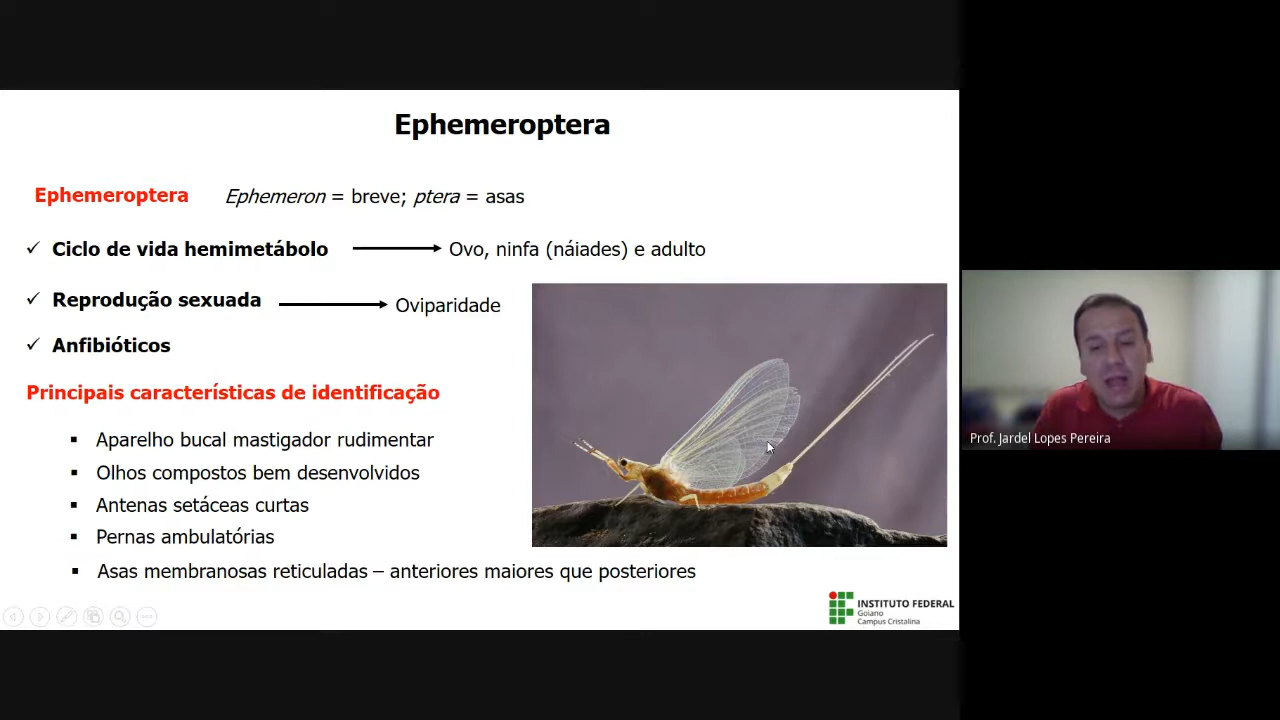 Ephemeroptera
Ephemeroptera Ephemeron = breve; ptera = asas
✓ Ciclo de vida hemimetábolo Ovo, ninfa (náiades) e adulto
✓ Reprodução sexuada Oviparidade
✓ Anfibióticos
Principais características de identificação
▪ Aparelho bucal mastigador rudimentar
▪ Olhos compostos bem desenvolvidos
▪ Antenas setáceas curtas
▪ Pernas ambulatórias
▪ Asas membranosas reticuladas – anteriores maiores que posteriores
INSTITUTO FEDERAL
Goiano
Campus Cristalina
Prof. Jardel Lopes Pereira